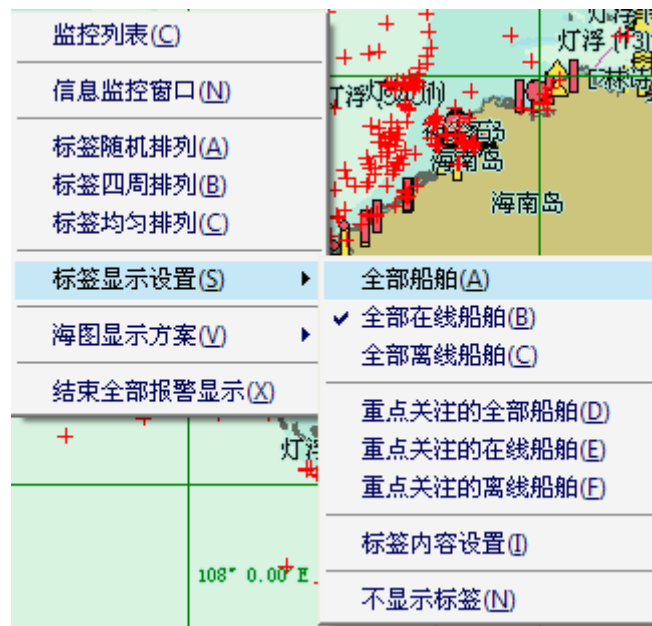 监控列表(C)
信息监控窗口(N)
标签随机排列(A)
标签四周排列(B)
标签均匀排列(C)
标签显示设置(S)
海图显示方案(V)
结束全部报警显示(X)
全部船舶(A)
全部在线船舶(B)
全部离线船舶(C)
重点关注的全部船舶(D)
重点关注的在线船舶(E)
重点关注的离线船舶(F)
标签内容设置(I)
不显示标签(N)
灯浮
海南岛
海南岛
灯浮
108° 0.00' E